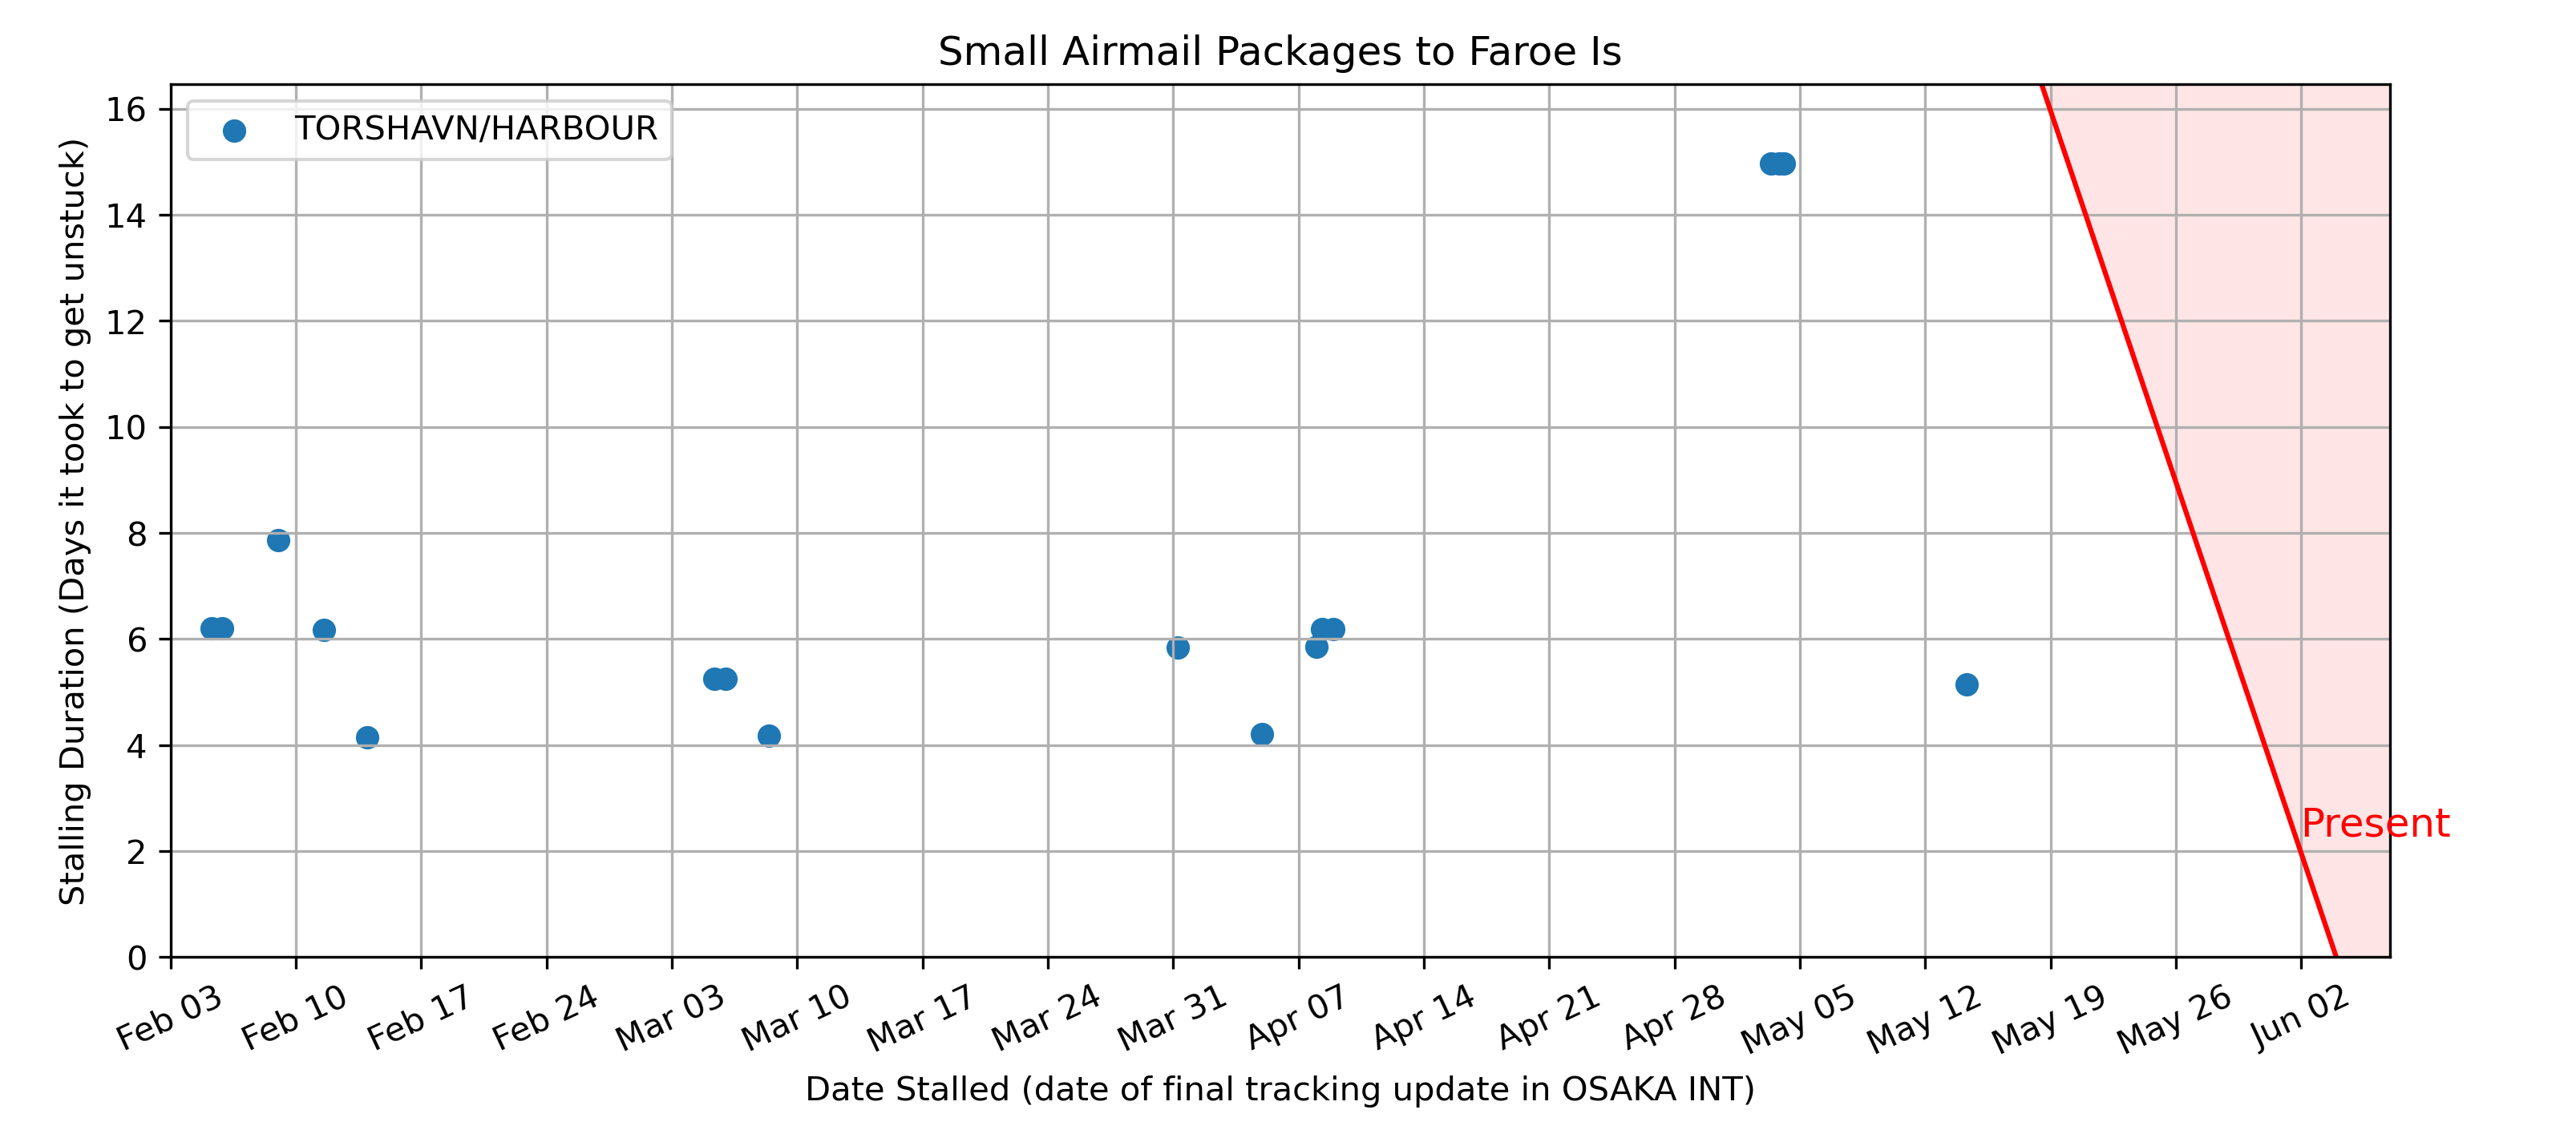 Small Airmail Packages to Faroe Is
TORSHAVN/HARBOUR
Stalling Duration (Days it took to get unstuck)
16
14
12
10
8
6
4
2
0
Present
Feb 03
Feb 10
Feb 17
Feb 24
Mar 03
Mar 10
Mar 17
Mar 24
Mar 31
Apr 07
Apr 14
Apr 21
Apr 28
May 05
May 12
May 19
May 26
Jun 02
Date Stalled (date of final tracking update in OSAKA INT)